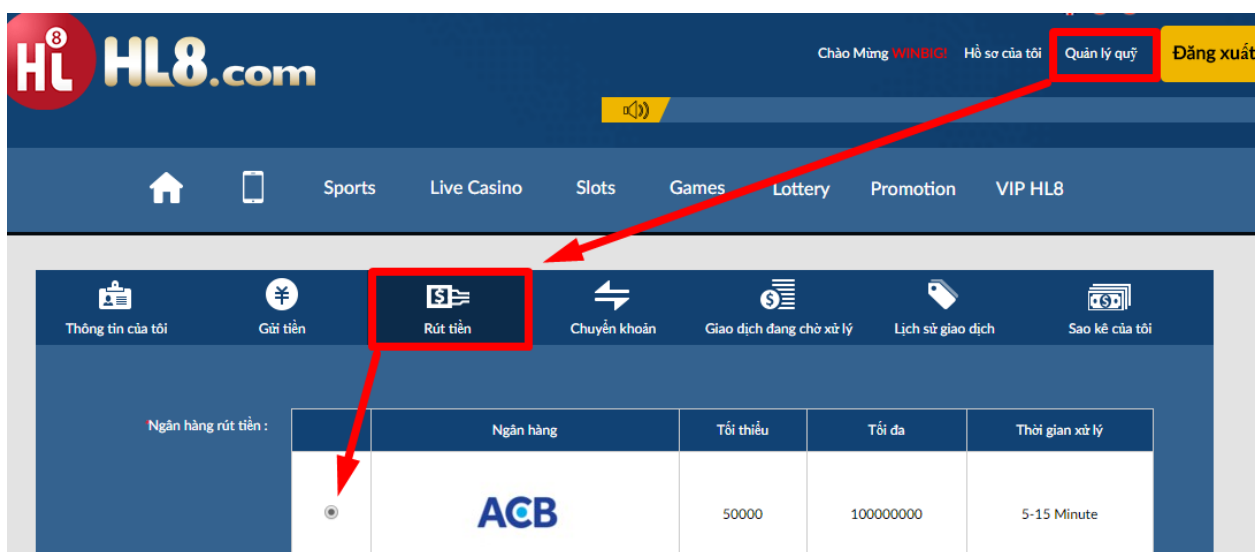 HL8.com
Chào Mừng WINBIG! Hồ sơ của tôi Quản lý quỹ Đăng xuất
Sports Live Casino Slots Games Lottery Promotion VIP HL8
Thông tin của tôi Gửi tiền Rút tiền Chuyển khoản Giao dịch đang chờ xử lý Lịch sử giao dịch Sao kê của tôi
*Ngân hàng rút tiền : Ngân hàng Tối thiểu Tối đa Thời gian xử lý
ACB 50000 100000000 5-15 Minute